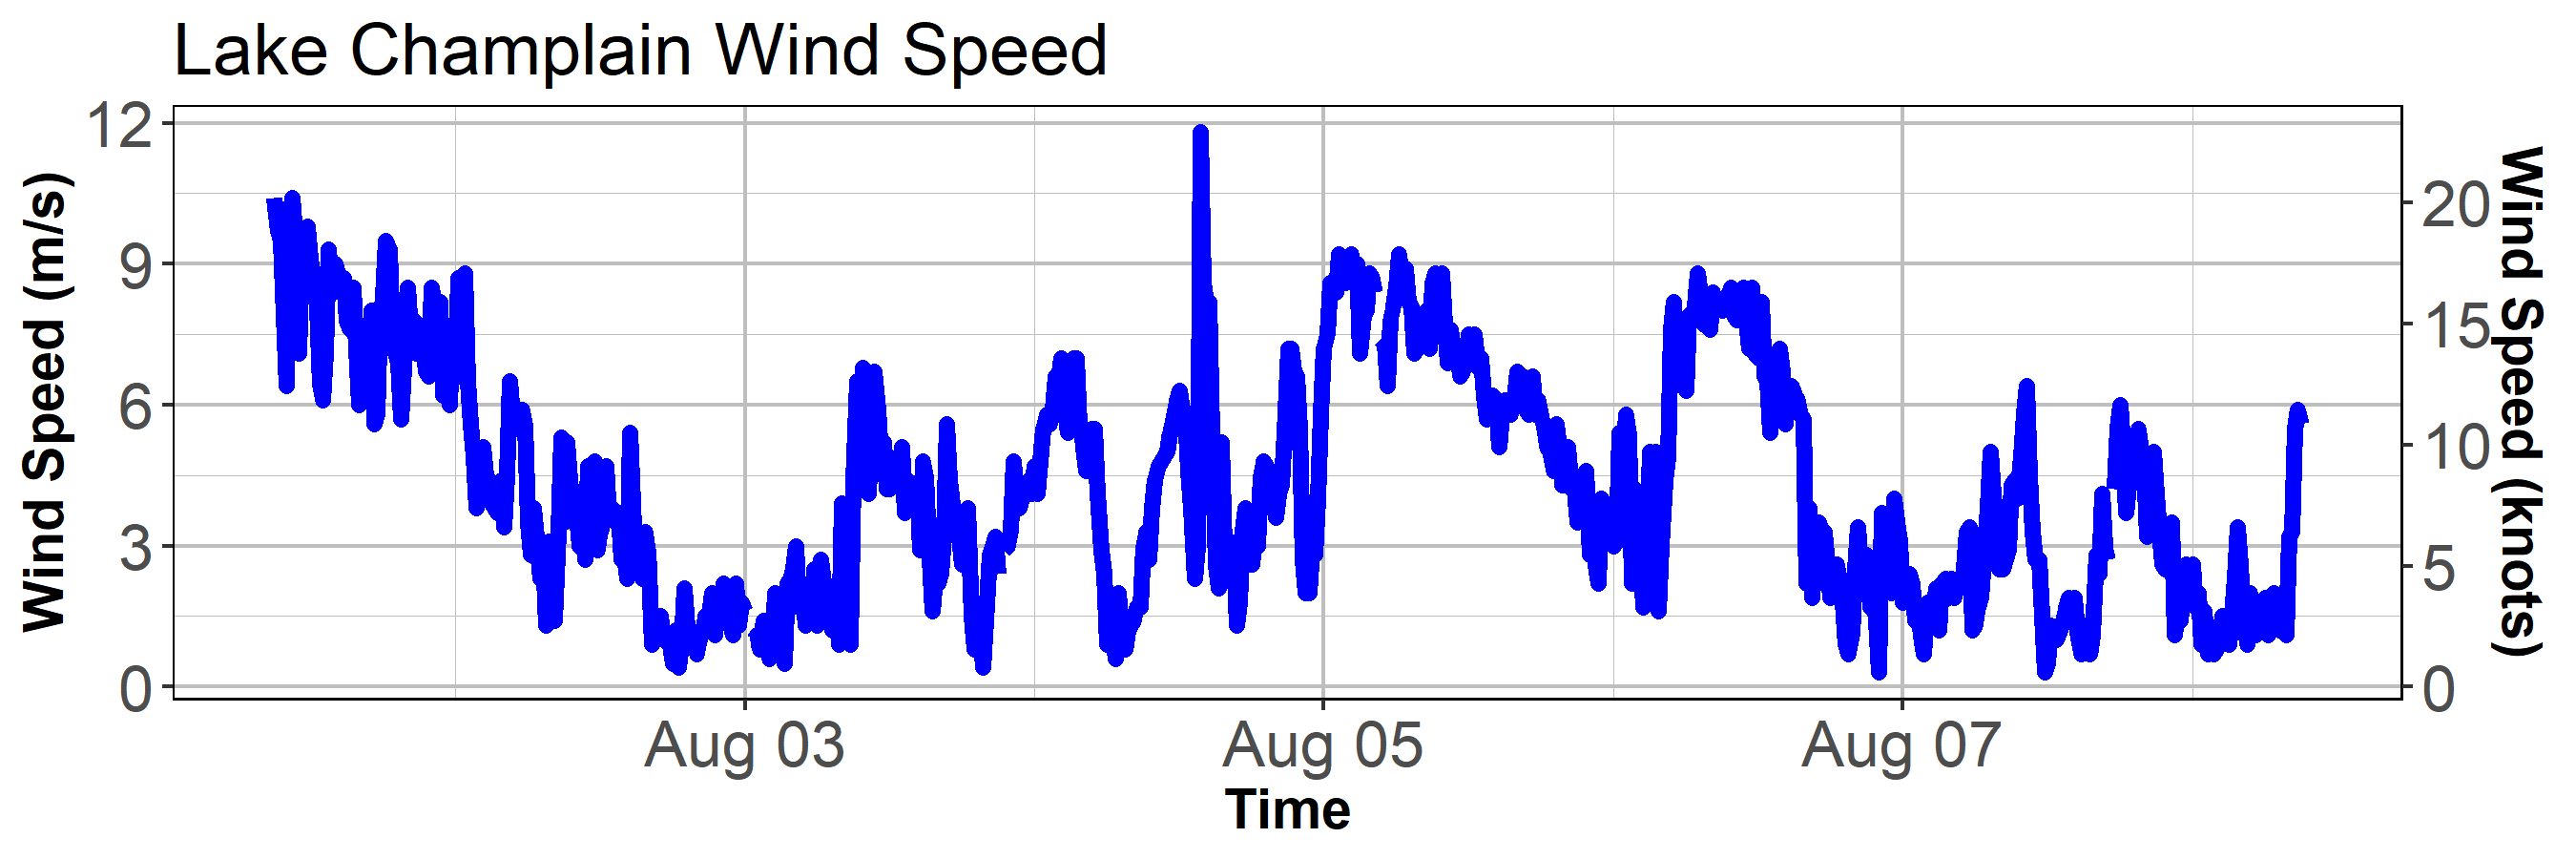 Lake Champlain Wind Speed
12
9
6
3
0
Wind Speed (m/s)
20
15
10
5
0
Wind Speed (knots)
Aug 03 Aug 05 Aug 07
Time